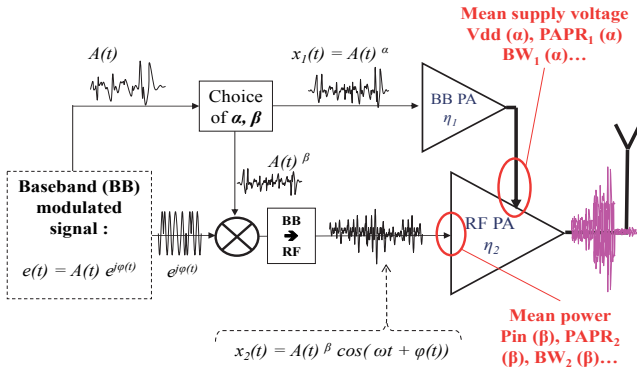 Mean supply voltage
Vdd (α), PAPR₁ (α)
BW₁ (α)…
A(t)
x₁(t) = A(t) ᵅ
Choice
of α, β
BB PA
η₁
A(t) ᵝ
Baseband (BB)
modulated
signal :
e(t) = A(t) e^{jφ(t)}
e^{jφ(t)}
BB
➔
RF
RF PA
η₂
x₂(t) = A(t) ᵝ cos( ωt + φ(t))
Mean power
Pin (β), PAPR₂
(β), BW₂ (β)…